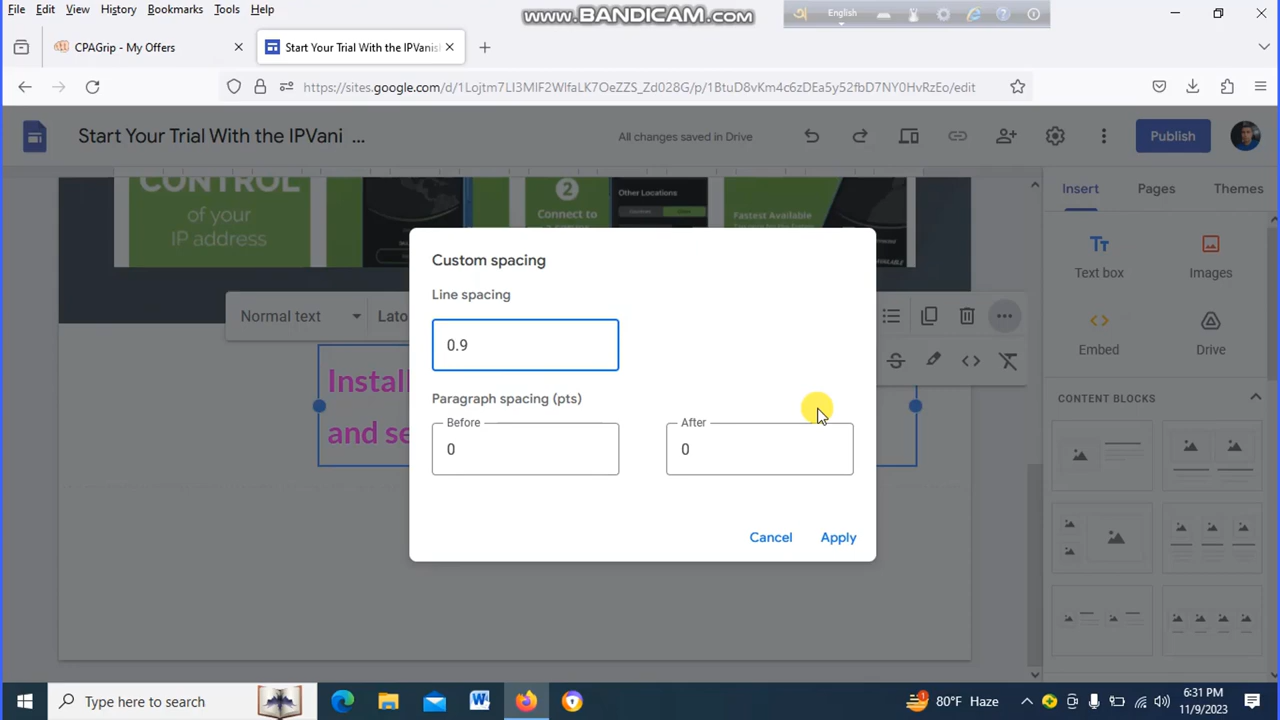 File Edit View History Bookmarks Tools Help
www.BANDICAM.com
English
CPAGrip - My Offers
Start Your Trial With the IPVanish
https://sites.google.com/d/1Lojtm7LI3MIF2WlfaLK7OeZZS_Zd028G/p/1BtuD8vKm4c6zDEa5y52fbD7NY0HvRzEo/edit
Start Your Trial With the IPVani ...
All changes saved in Drive
Publish
CONTROL
of your
IP address
2
Connect to
Other Locations
Fastest Available
Insert Pages Themes
Text box
Images
Embed
Drive
CONTENT BLOCKS
Normal text
Lato
Install
and se
Custom spacing
Line spacing
0.9
Paragraph spacing (pts)
Before
0
After
0
Cancel
Apply
Type here to search
80°F Haze
6:31 PM
11/9/2023